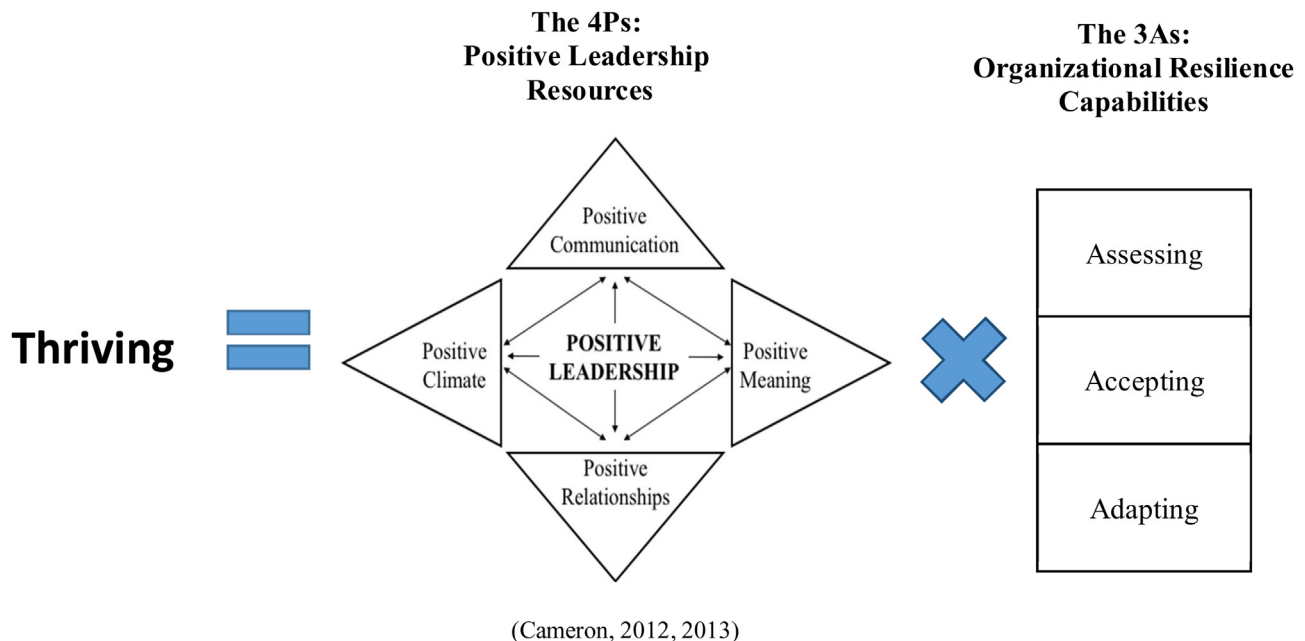 The 4Ps:
Positive Leadership
Resources
The 3As:
Organizational Resilience
Capabilities
Thriving
Positive
Communication
Positive
Climate
POSITIVE
LEADERSHIP
Positive
Meaning
Positive
Relationships
Assessing
Accepting
Adapting
(Cameron, 2012, 2013)